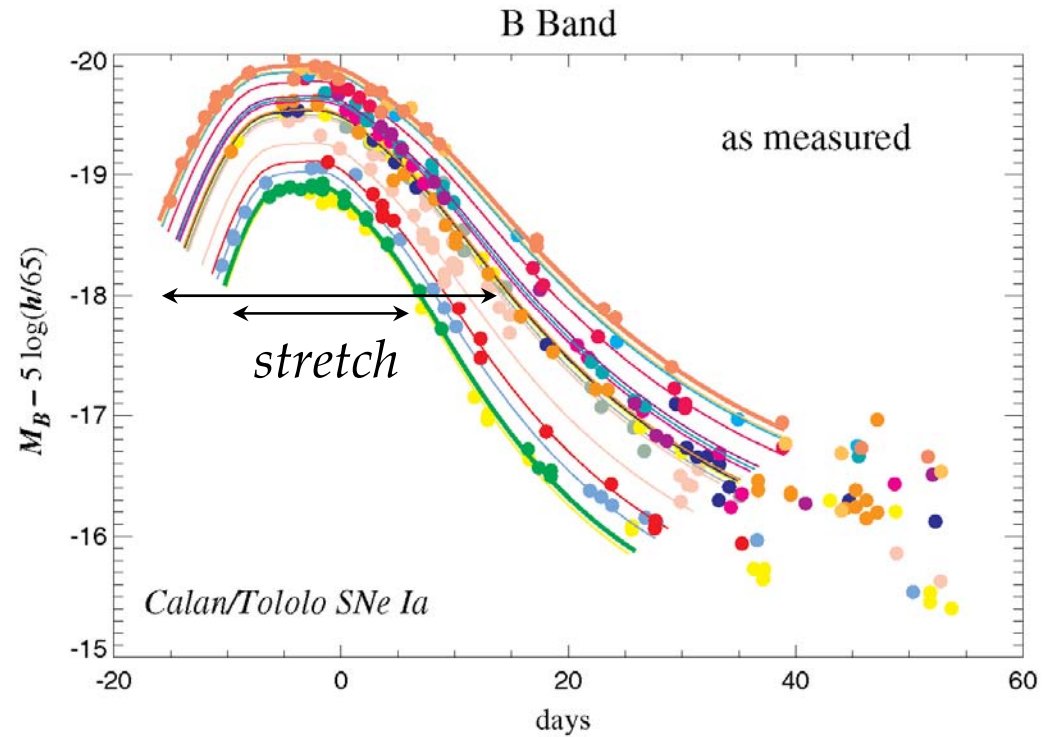 B Band
-20
-19
-18
-17
-16
-15
M_B – 5 log(h/65)
as measured
stretch
Calan/Tololo SNe Ia
-20 0 20 40 60
days